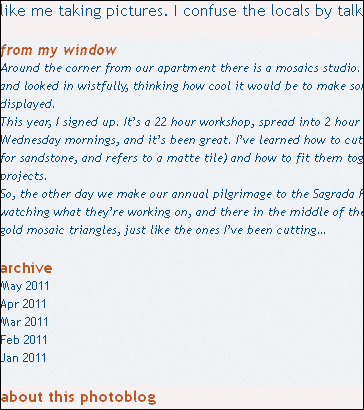 like me taking pictures. I confuse the locals by talk
from my window
Around the corner from our apartment there is a mosaics studio.
and looked in wistfully, thinking how cool it would be to make so
displayed.
This year, I signed up. It's a 22 hour workshop, spread into 2 hour
Wednesday mornings, and it's been great. I've learned how to cut
for sandstone, and refers to a matte tile) and how to fit them tog
projects.
So, the other day we make our annual pilgrimage to the Sagrada F
watching what they're working on, and there in the middle of the
gold mosaic triangles, just like the ones I've been cutting...
archive
May 2011
Apr 2011
Mar 2011
Feb 2011
Jan 2011
about this photoblog